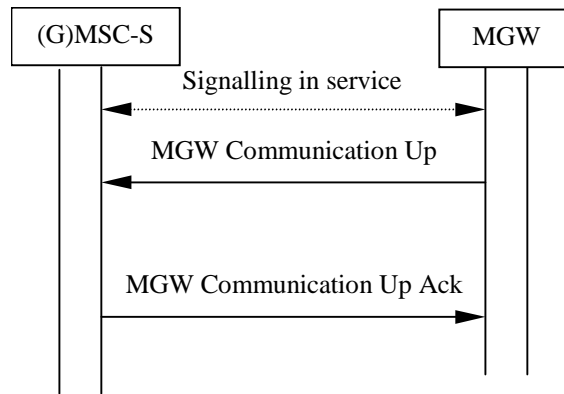 (G)MSC-S
MGW
Signalling in service
MGW Communication Up
MGW Communication Up Ack